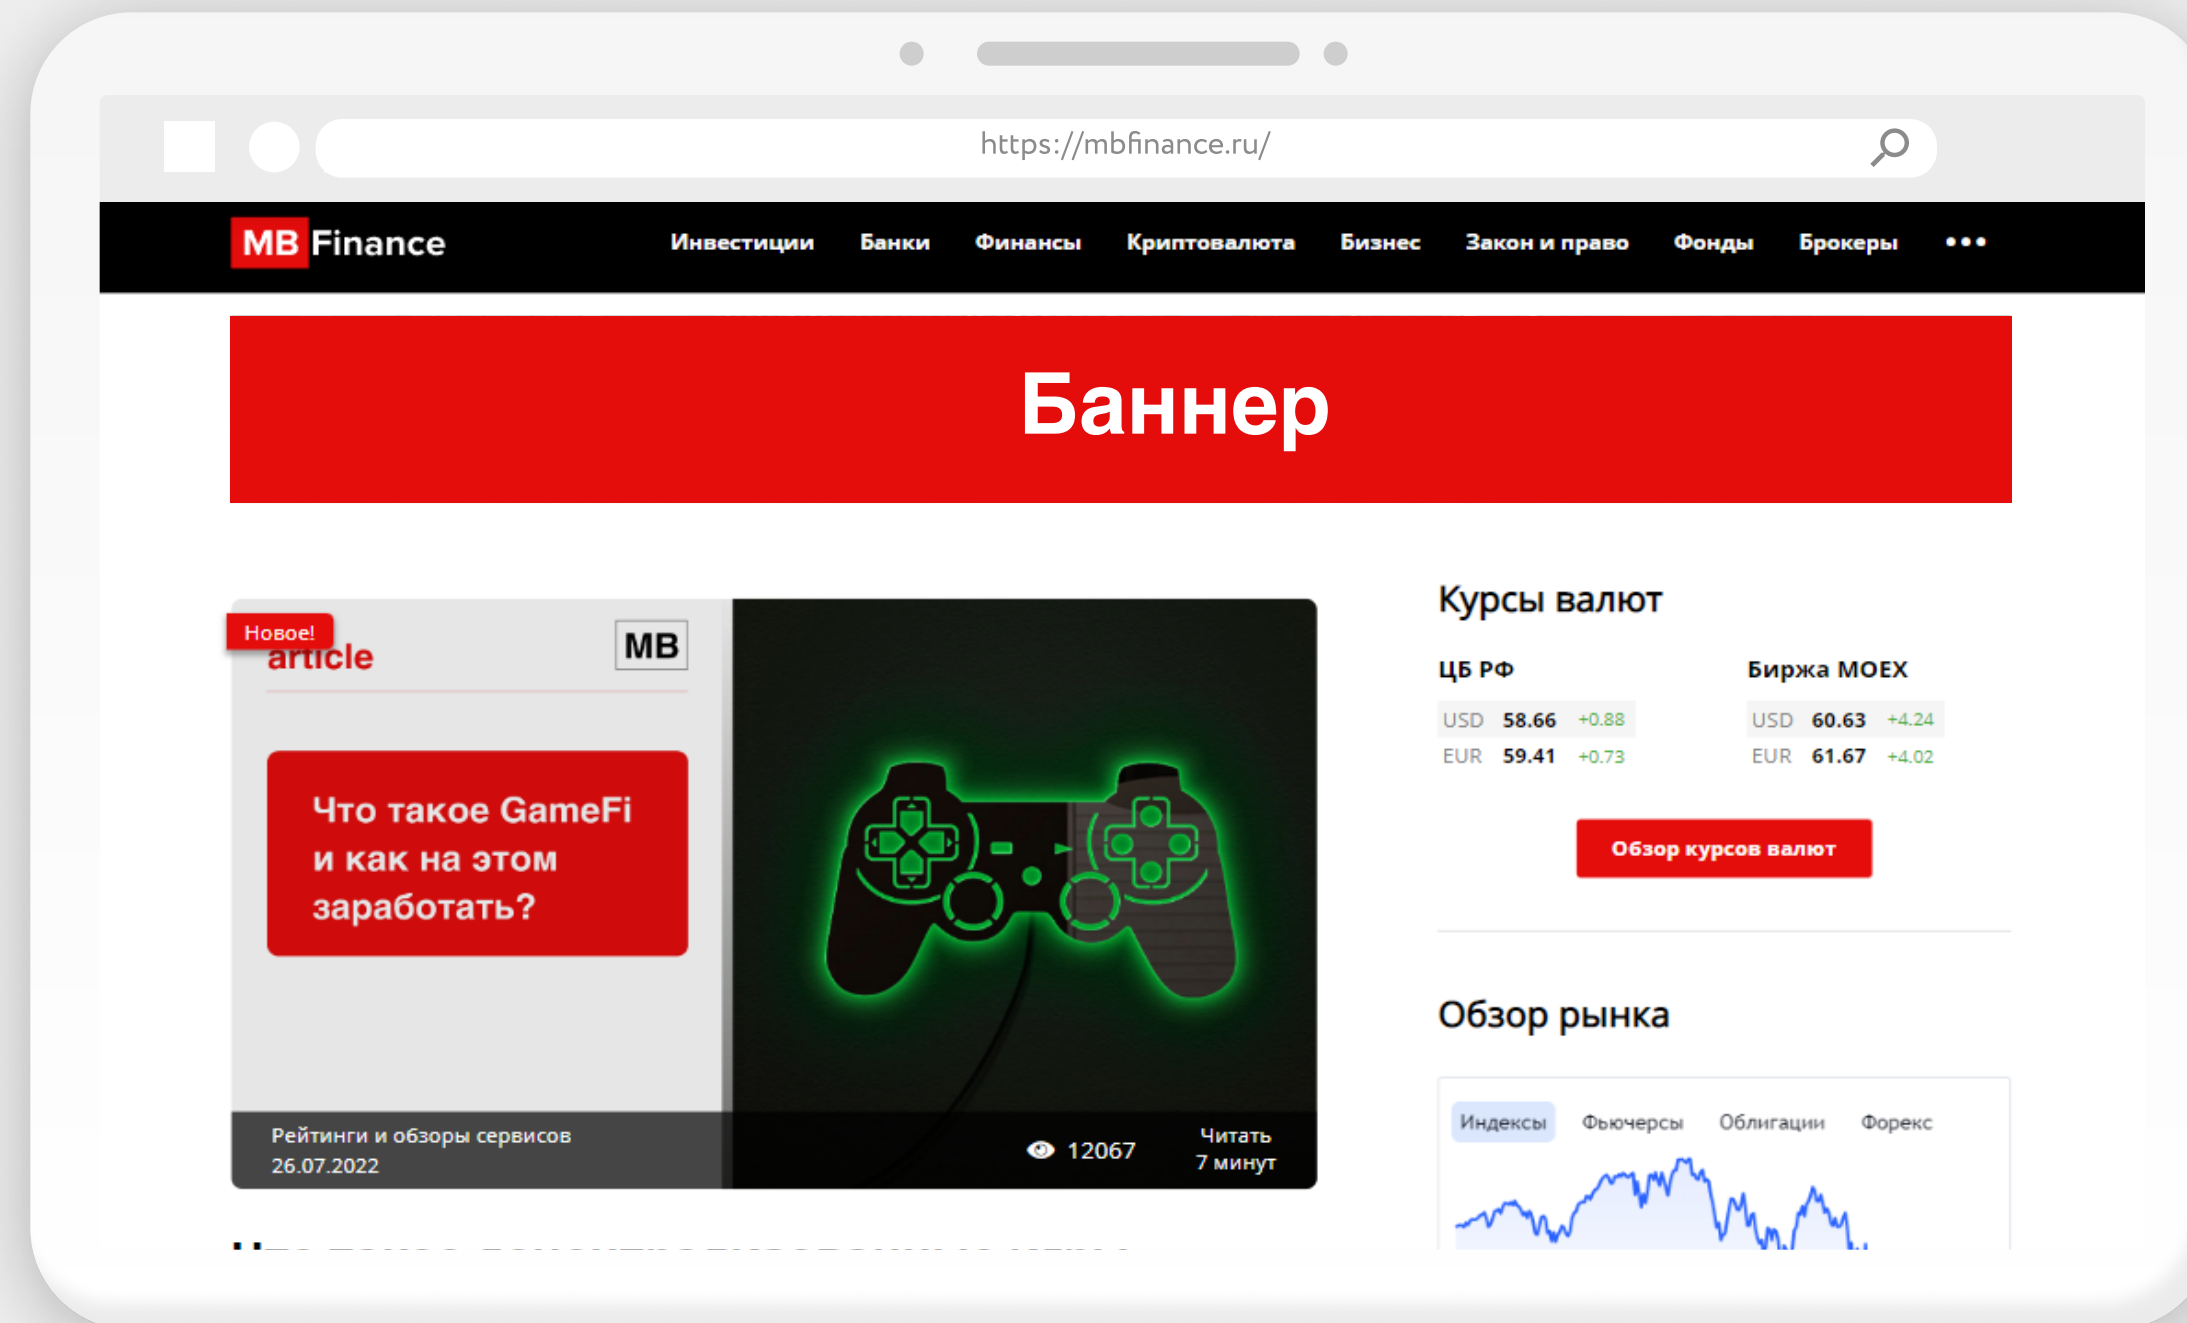 https://mbfinance.ru/
MB Finance
Инвестиции Банки Финансы Криптовалюта Бизнес Закон и право Фонды Брокеры •••
Баннер
Новое!
article
MB
Что такое GameFi
и как на этом
заработать?
Рейтинги и обзоры сервисов
26.07.2022
12067
Читать
7 минут
Курсы валют
ЦБ РФ Биржа MOEX
USD 58.66 +0.88 USD 60.63 +4.24
EUR 59.41 +0.73 EUR 61.67 +4.02
Обзор курсов валют
Обзор рынка
Индексы Фьючерсы Облигации Форекс